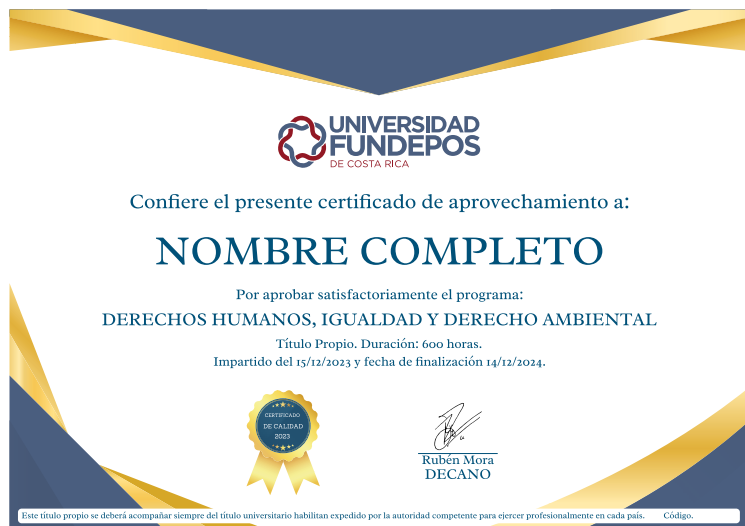 UNIVERSIDAD
FUNDEPOS
DE COSTA RICA
Confiere el presente certificado de aprovechamiento a:
NOMBRE COMPLETO
Por aprobar satisfactoriamente el programa:
DERECHOS HUMANOS, IGUALDAD Y DERECHO AMBIENTAL
Título Propio. Duración: 600 horas.
Impartido del 15/12/2023 y fecha de finalización 14/12/2024.
CERTIFICADO
DE CALIDAD
2023
Rubén Mora
DECANO
Este título propio se deberá acompañar siempre del título universitario habilitan expedido por la autoridad competente para ejercer profesionalmente en cada país. Código.